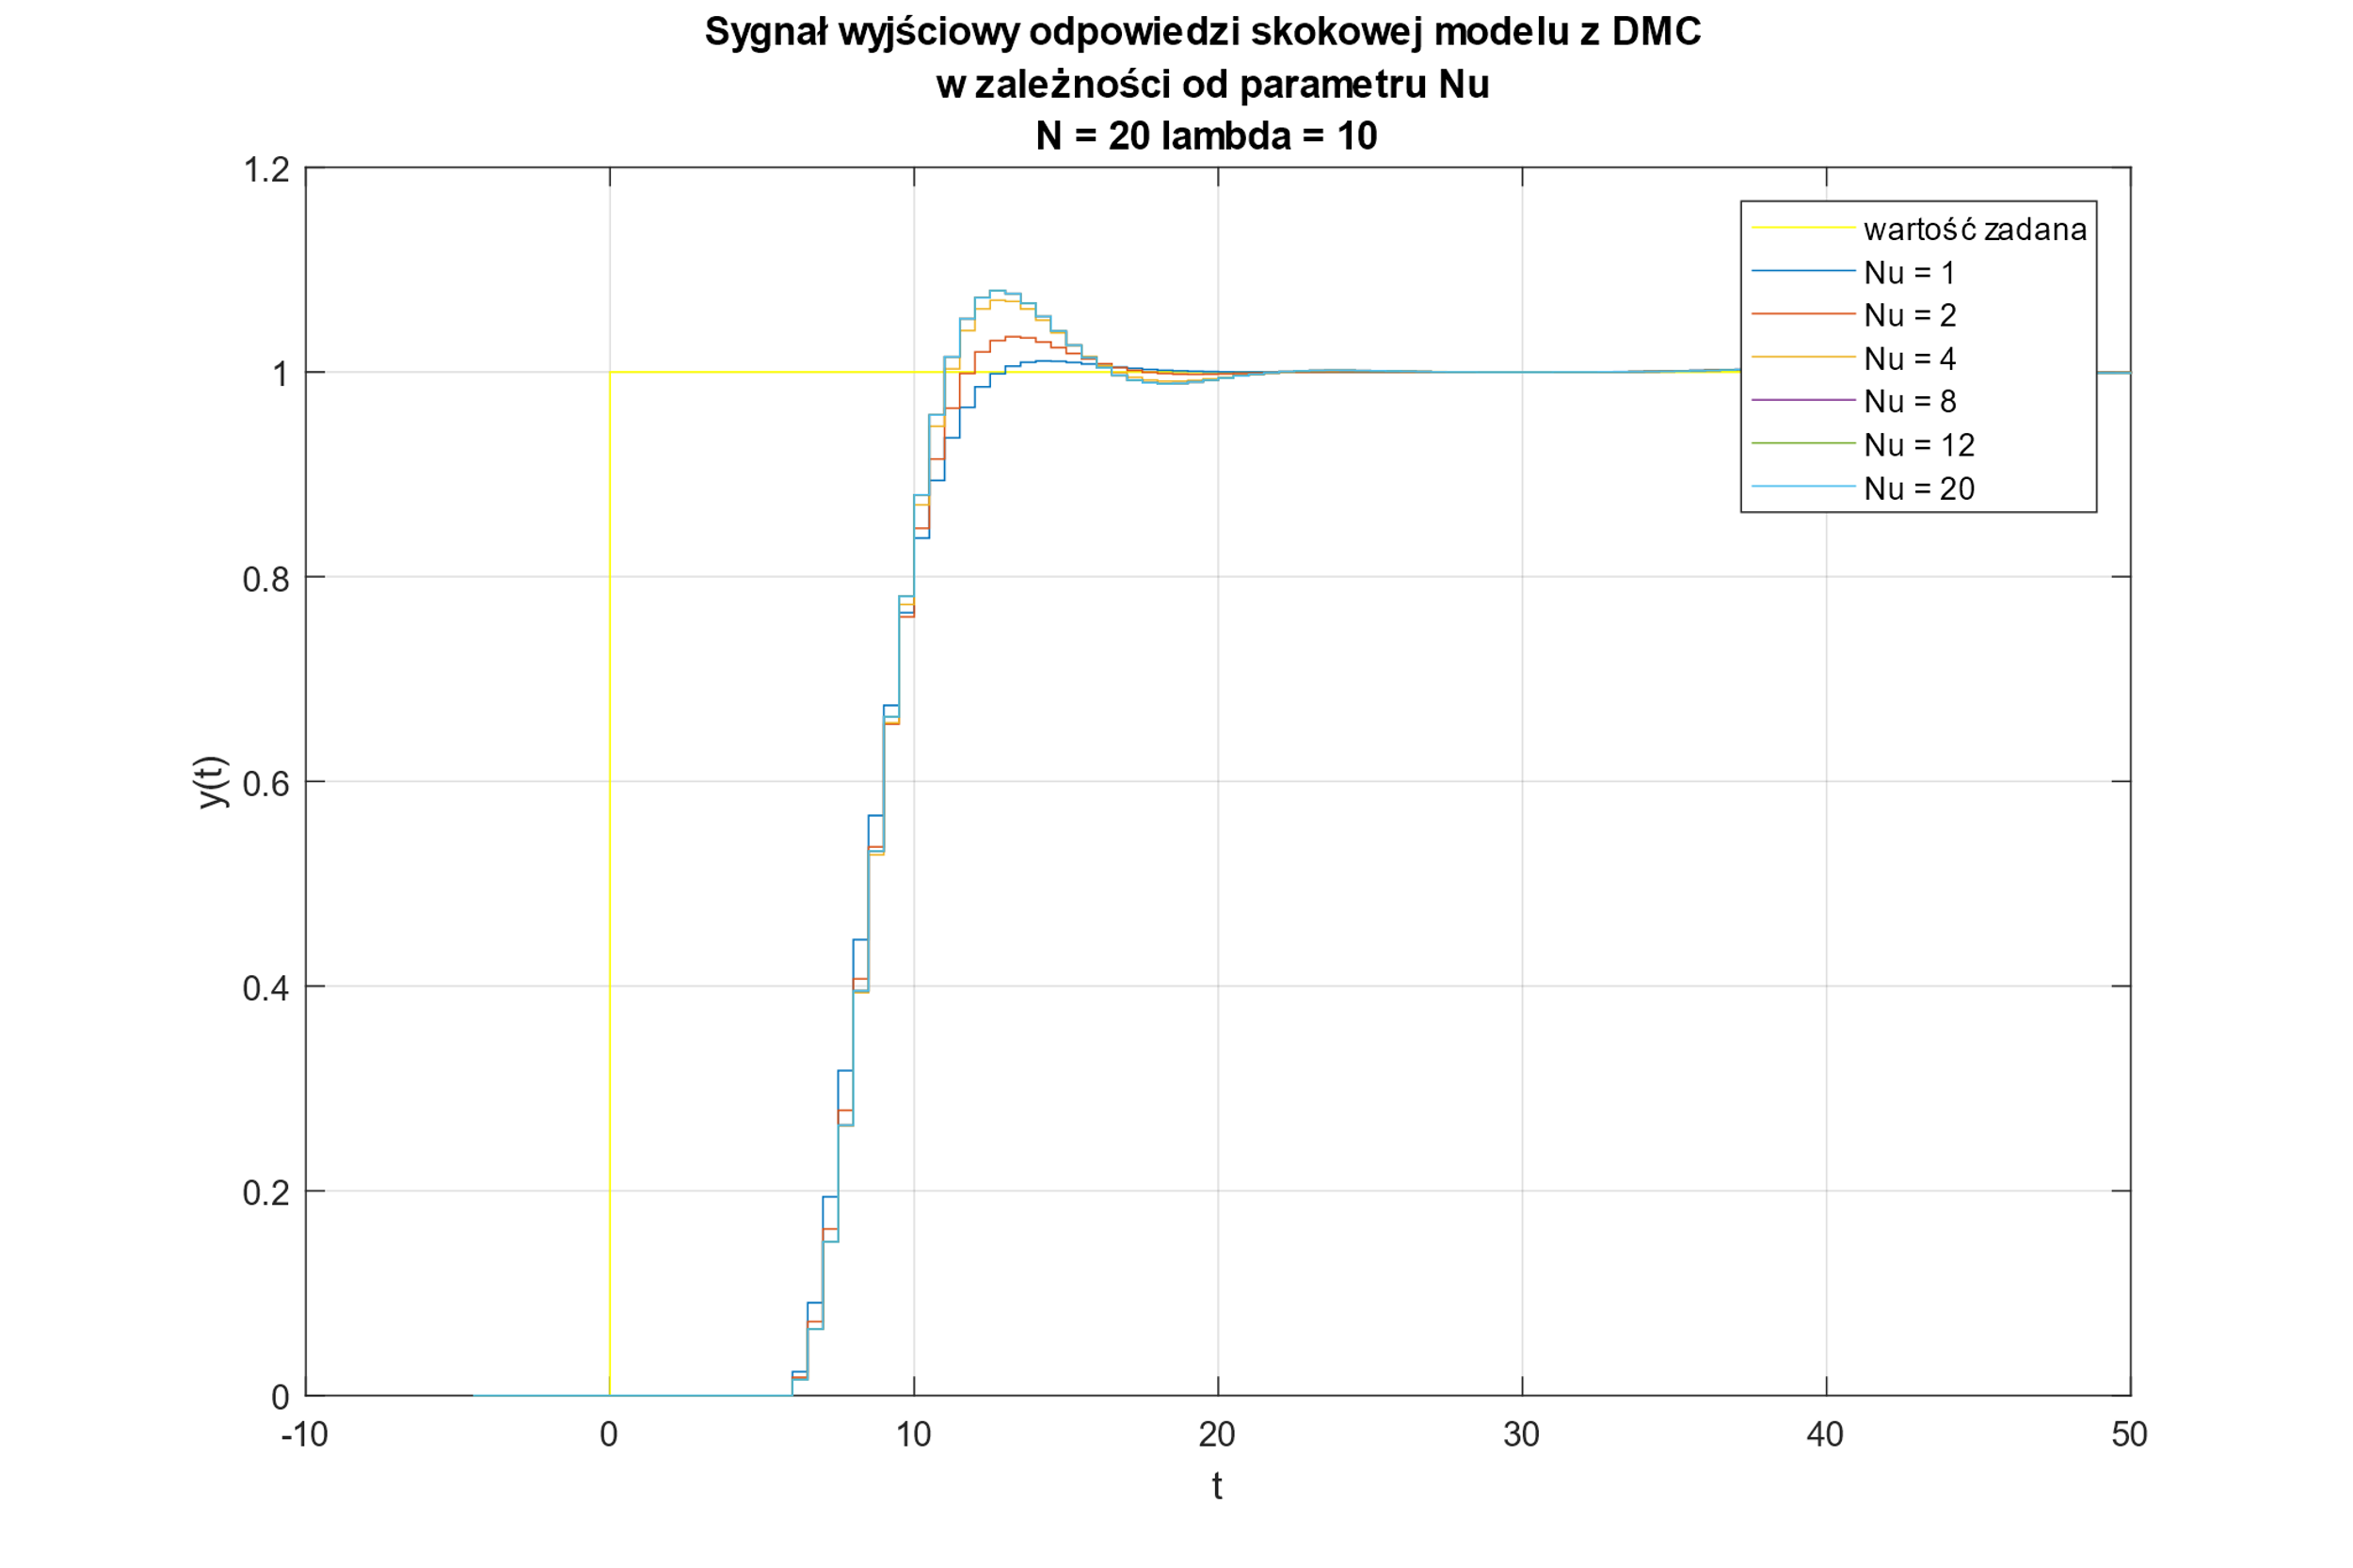 Sygnał wyjściowy odpowiedzi skokowej modelu z DMC
w zależności od parametru Nu
N = 20 lambda = 10
1.2
1
0.8
0.6
0.4
0.2
0
y(t)
wartość zadana
Nu = 1
Nu = 2
Nu = 4
Nu = 8
Nu = 12
Nu = 20
-10 0 10 20 30 40 50
t